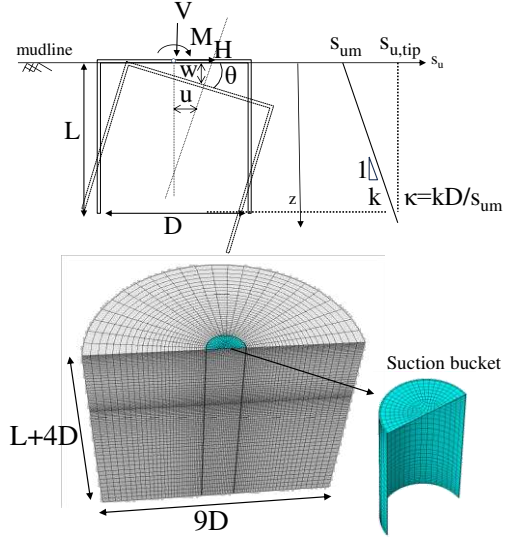 V
M
H
mudline
w
θ
u
L
D
s_um
s_u,tip
s_u
z
1
k
κ=kD/s_um
Suction bucket
L+4D
9D